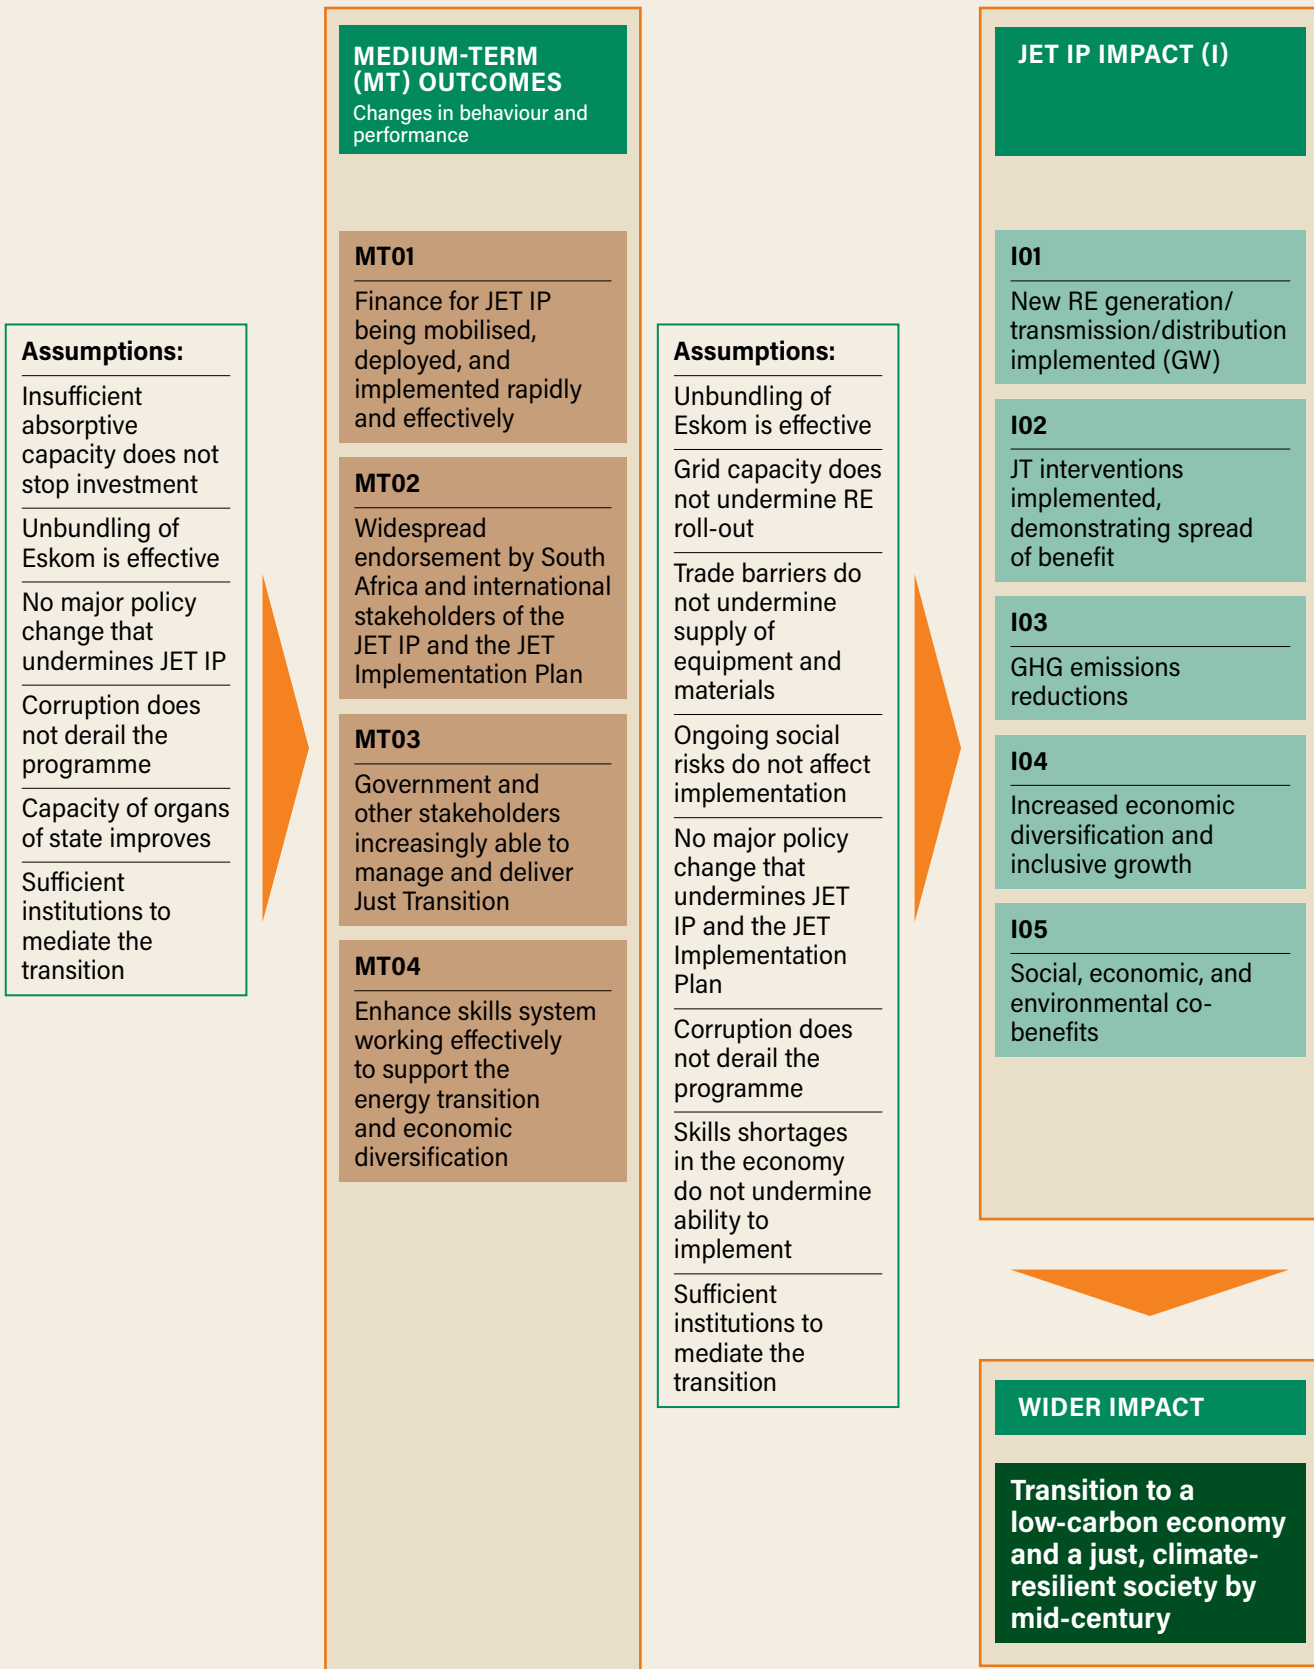 Assumptions:
Insufficient
absorptive
capacity does not
stop investment
Unbundling of
Eskom is effective
No major policy
change that
undermines JET IP
Corruption does
not derail the
programme
Capacity of organs
of state improves
Sufficient
institutions to
mediate the
transition
MEDIUM-TERM
(MT) OUTCOMES
Changes in behaviour and
performance
MT01
Finance for JET IP
being mobilised,
deployed, and
implemented rapidly
and effectively
MT02
Widespread
endorsement by South
Africa and international
stakeholders of the
JET IP and the JET
Implementation Plan
MT03
Government and
other stakeholders
increasingly able to
manage and deliver
Just Transition
MT04
Enhance skills system
working effectively
to support the
energy transition
and economic
diversification
Assumptions:
Unbundling of
Eskom is effective
Grid capacity does
not undermine RE
roll-out
Trade barriers do
not undermine
supply of
equipment and
materials
Ongoing social
risks do not affect
implementation
No major policy
change that
undermines JET
IP and the JET
Implementation
Plan
Corruption does
not derail the
programme
Skills shortages
in the economy
do not undermine
ability to
implement
Sufficient
institutions to
mediate the
transition
JET IP IMPACT (I)
I01
New RE generation/
transmission/distribution
implemented (GW)
I02
JT interventions
implemented,
demonstrating spread
of benefit
I03
GHG emissions
reductions
I04
Increased economic
diversification and
inclusive growth
I05
Social, economic, and
environmental co-
benefits
WIDER IMPACT
Transition to a
low-carbon economy
and a just, climate-
resilient society by
mid-century